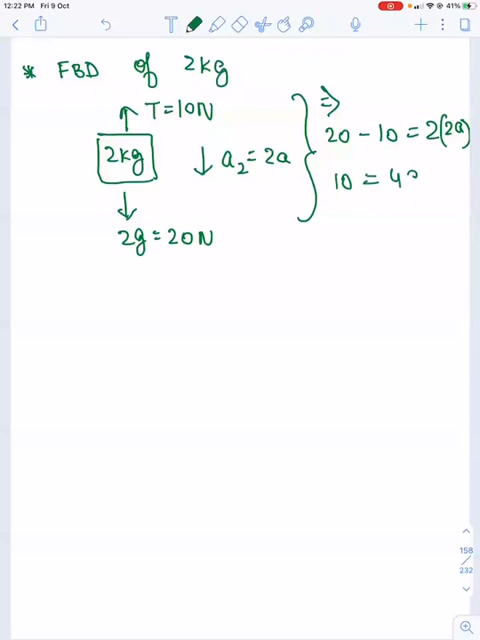 12:22 PM Fri 9 Oct 41%
* FBD of 2kg
T=10N
2kg
↓ a₂ = 2a
2g = 20N
⇒
20 - 10 = 2(2a)
10 = 4
158
/
232